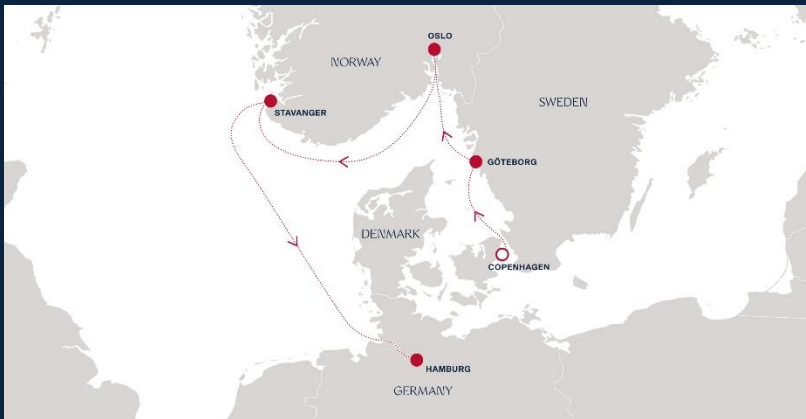 OSLO
NORWAY
SWEDEN
STAVANGER
GÖTEBORG
DENMARK
COPENHAGEN
HAMBURG
GERMANY